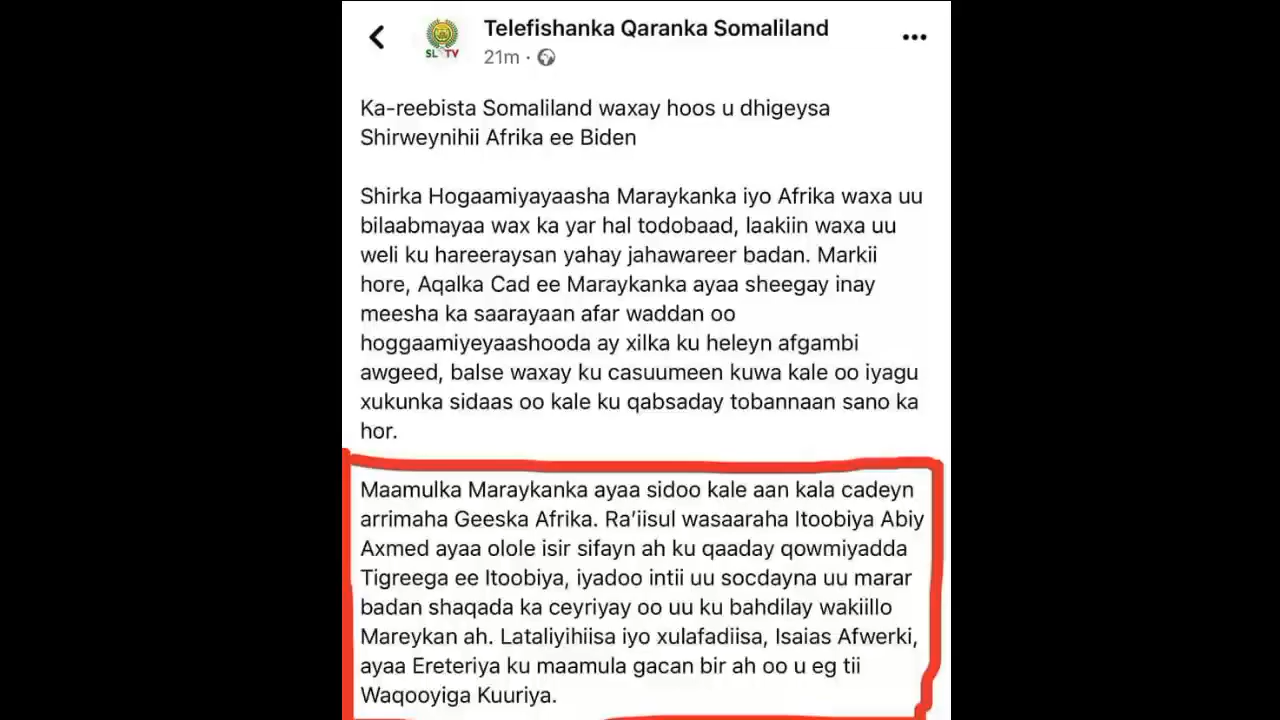 Telefishanka Qaranka Somaliland
SL TV
21m ·
Ka-reebista Somaliland waxay hoos u dhigeysa
Shirweynihii Afrika ee Biden
Shirka Hogaamiyayaasha Maraykanka iyo Afrika waxa uu
bilaabmayaa wax ka yar hal todobaad, laakiin waxa uu
weli ku hareeraysan yahay jahawareer badan. Markii
hore, Aqalka Cad ee Maraykanka ayaa sheegay inay
meesha ka saarayaan afar waddan oo
hoggaamiyeyaashooda ay xilka ku heleyn afgambi
awgeed, balse waxay ku casuumeen kuwa kale oo iyagu
xukunka sidaas oo kale ku qabsaday tobannaan sano ka
hor.
Maamulka Maraykanka ayaa sidoo kale aan kala cadeyn
arrimaha Geeska Afrika. Ra’iisul wasaaraha Itoobiya Abiy
Axmed ayaa olole isir sifayn ah ku qaaday qowmiyadda
Tigreega ee Itoobiya, iyadoo intii uu socdayna uu marar
badan shaqada ka ceyriyay oo uu ku bahdilay wakiillo
Mareykan ah. Lataliyihiisa iyo xulafadiisa, Isaias Afwerki,
ayaa Ereteriya ku maamula gacan bir ah oo u eg tii
Waqooyiga Kuuriya.